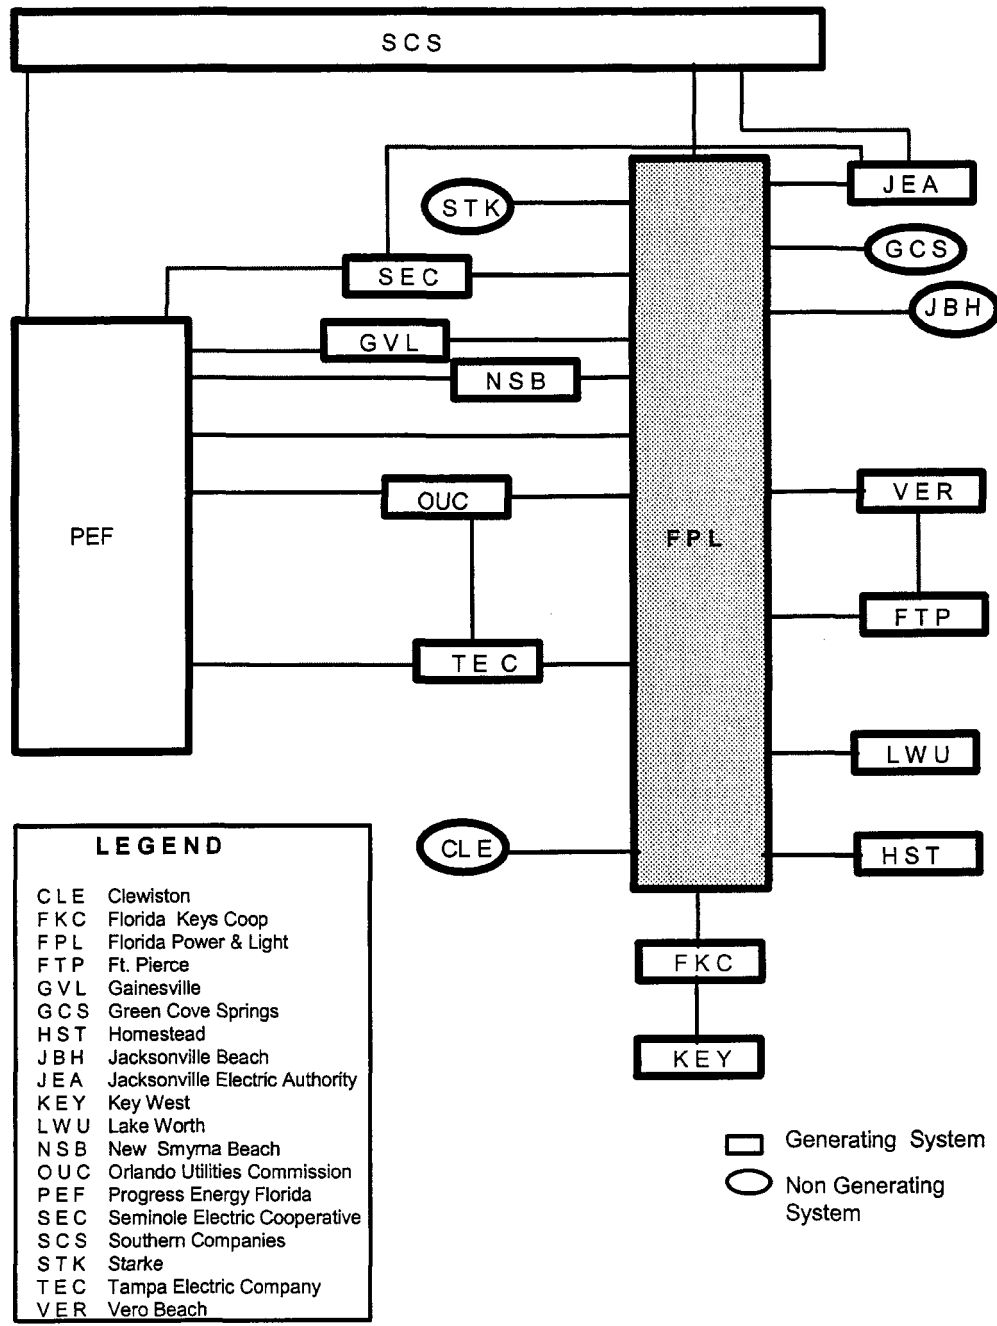 SCS
JEA
STK
GCS
SEC
JBH
GVL
NSB
OUC
VER
PEF
FPL
FTP
TEC
LWU
CLE
HST
FKC
KEY
LEGEND
CLE Clewiston
FKC Florida Keys Coop
FPL Florida Power & Light
FTP Ft. Pierce
GVL Gainesville
GCS Green Cove Springs
HST Homestead
JBH Jacksonville Beach
JEA Jacksonville Electric Authority
KEY Key West
LWU Lake Worth
NSB New Smyrna Beach
OUC Orlando Utilities Commission
PEF Progress Energy Florida
SEC Seminole Electric Cooperative
SCS Southern Companies
STK Starke
TEC Tampa Electric Company
VER Vero Beach
Generating System
Non Generating
System